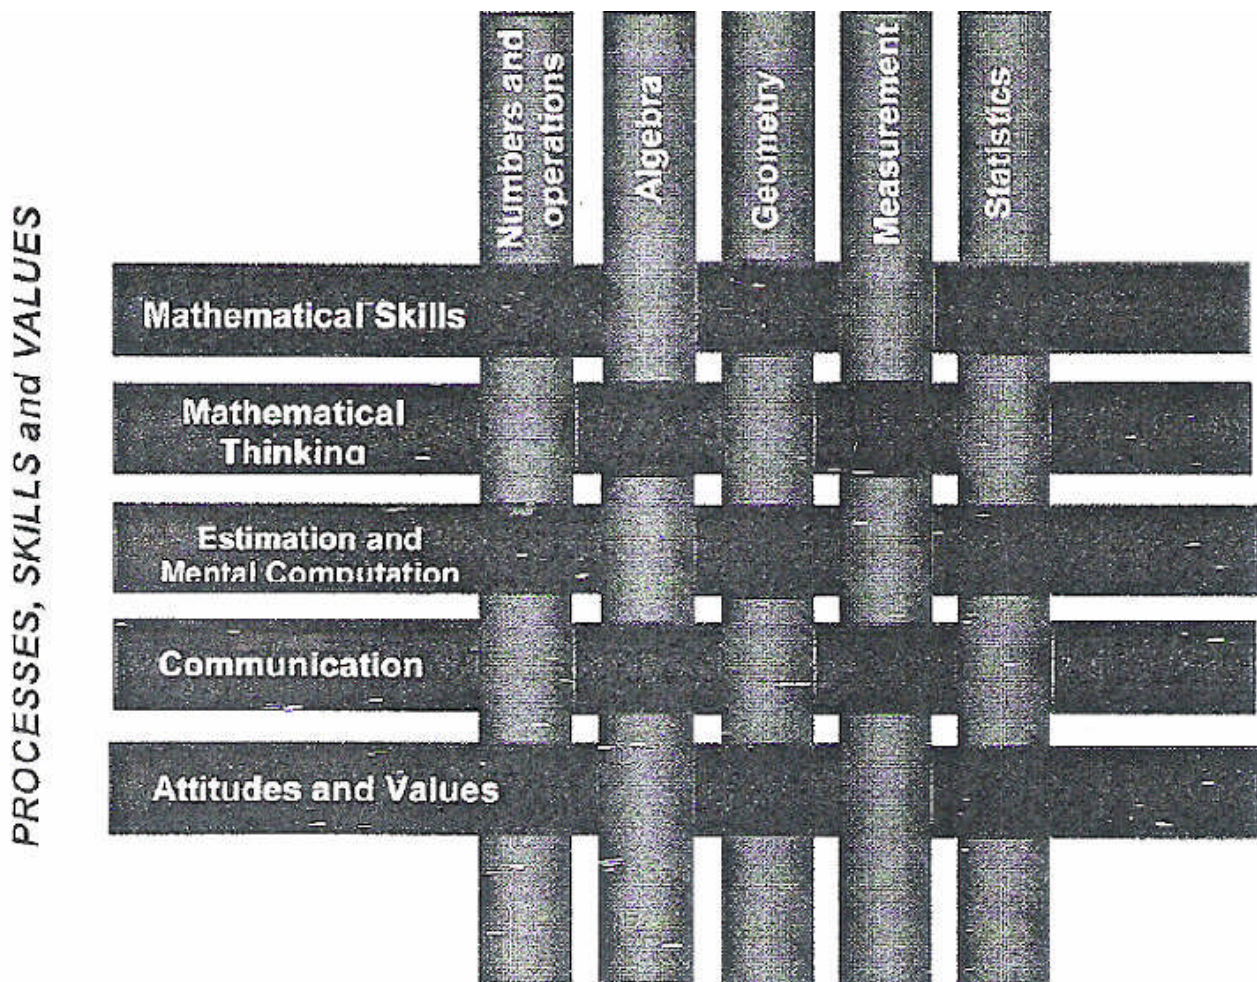 Numbers and
operations
Algebra
Geometry
Measurement
Statistics
PROCESSES, SKILLS and VALUES
Mathematical Skills
Mathematical
Thinking
Estimation and
Mental Computation
Communication
Attitudes and Values